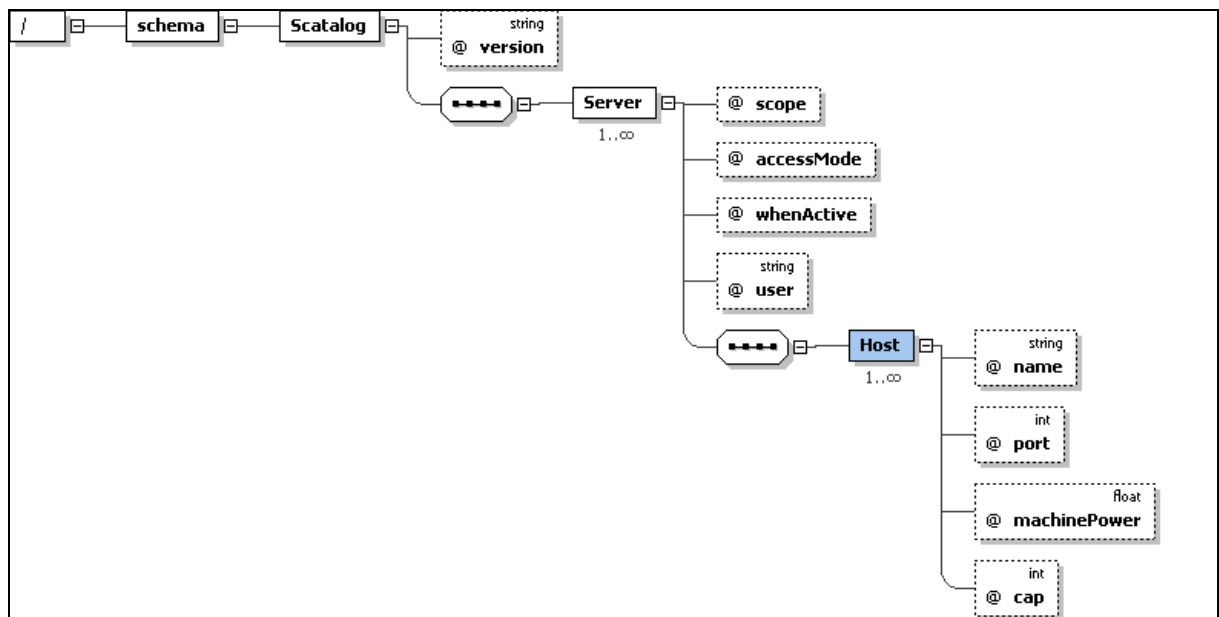 /
schema
Scatalog
string
@ version
Server
1..∞
@ scope
@ accessMode
@ whenActive
string
@ user
Host
1..∞
string
@ name
int
@ port
float
@ machinePower
int
@ cap